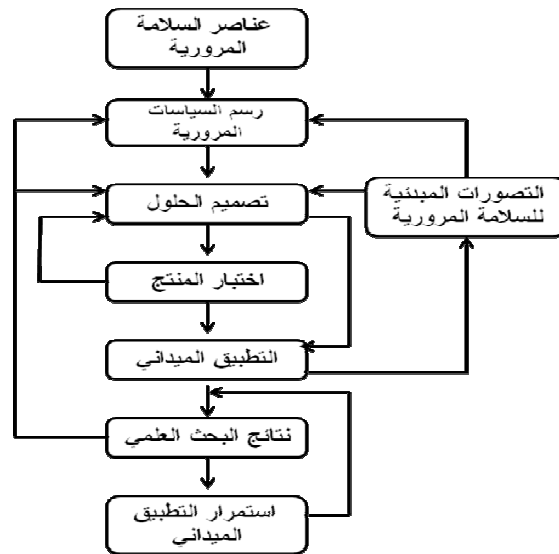 عناصر السلامة
المرورية
رسم السياسات
المرورية
التصورات المبدئية
للسلامة المرورية
تصميم الحلول
اختبار المنتج
التطبيق الميداني
نتائج البحث العلمي
استمرار التطبيق
الميداني